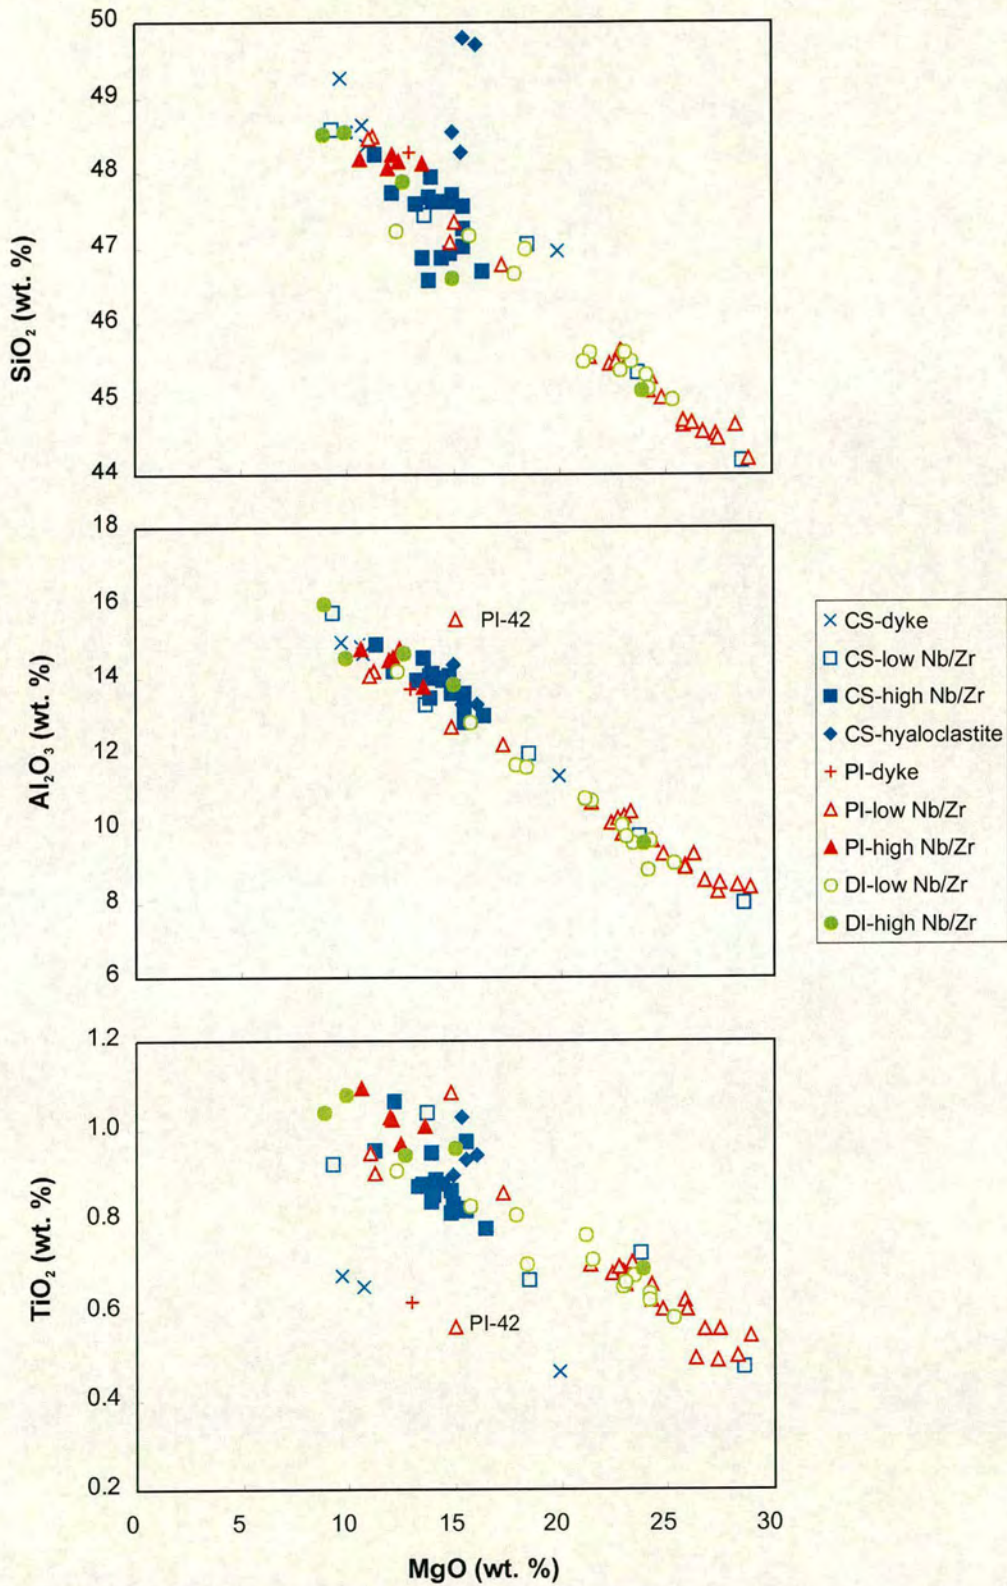 50
49
48
47
46
45
44
SiO₂ (wt. %)
18
16
14
12
10
8
6
Al₂O₃ (wt. %)
PI-42
CS-dyke
CS-low Nb/Zr
CS-high Nb/Zr
CS-hyaloclastite
PI-dyke
PI-low Nb/Zr
PI-high Nb/Zr
DI-low Nb/Zr
DI-high Nb/Zr
1.2
1.0
0.8
0.6
0.4
0.2
TiO₂ (wt. %)
PI-42
0 5 10 15 20 25 30
MgO (wt. %)